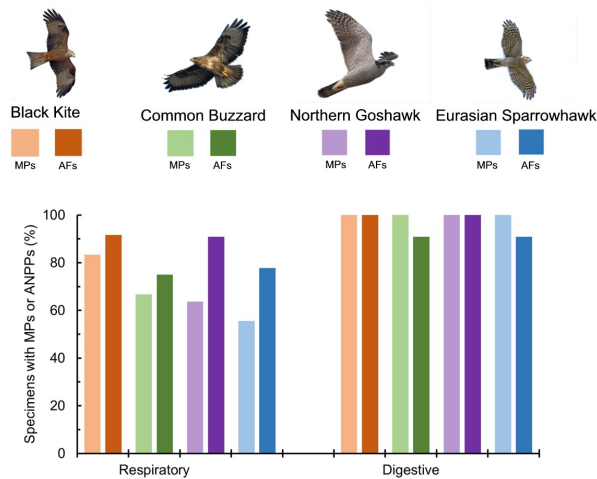 Black Kite
Common Buzzard
Northern Goshawk
Eurasian Sparrowhawk
MPs AFs
MPs AFs
MPs AFs
MPs AFs
Specimens with MPs or ANPPs (%)
100
80
60
40
20
0
Respiratory
Digestive